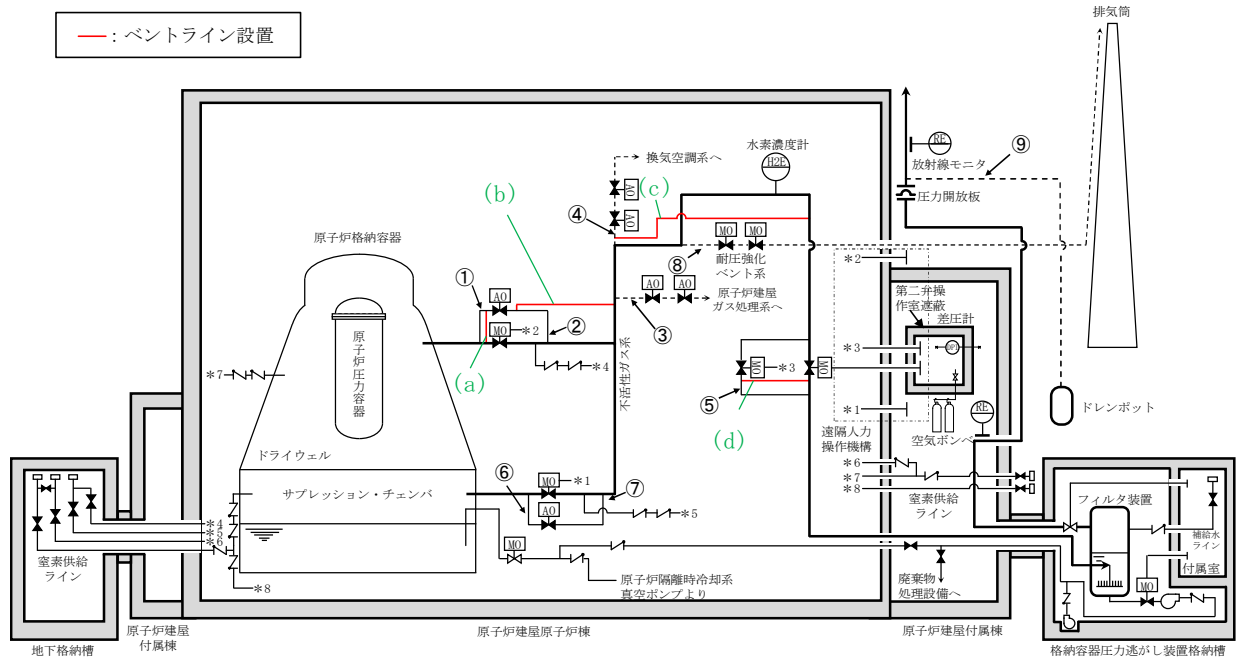 ：ベントライン設置
排気筒
水素濃度計
H2E
換気空調系へ
AO
AO
(b)
(c)
④
RE
放射線モニタ
⑨
圧力開放板
原子炉格納容器
①
AO
MO
＊2
②
MO
MO
⑧
耐圧強化
ベント系
AO
AO
原子炉建屋
ガス処理系へ
③
＊2
第二弁操
作室遮蔽
差圧計
DPI
原子炉圧力容器
＊7
(a)
＊4
不活性ガス系
MO
＊3
MO
＊3
⑤
(d)
＊1
RE
ドレンポット
空気ボンベ
遠隔人力
操作機構
ドライウェル
サプレッション・チェンバ
⑥
MO
＊1
AO
⑦
＊5
＊6
＊7
＊8
窒素供給
ライン
フィルタ装置
補給水
ライン
付属室
MO
窒素供給
ライン
＊4
＊5
＊6
＊8
MO
原子炉隔離時冷却系
真空ポンプより
廃棄物
処理設備へ
地下格納槽
原子炉建屋
付属棟
原子炉建屋原子炉棟
原子炉建屋付属棟
格納容器圧力逃がし装置格納槽